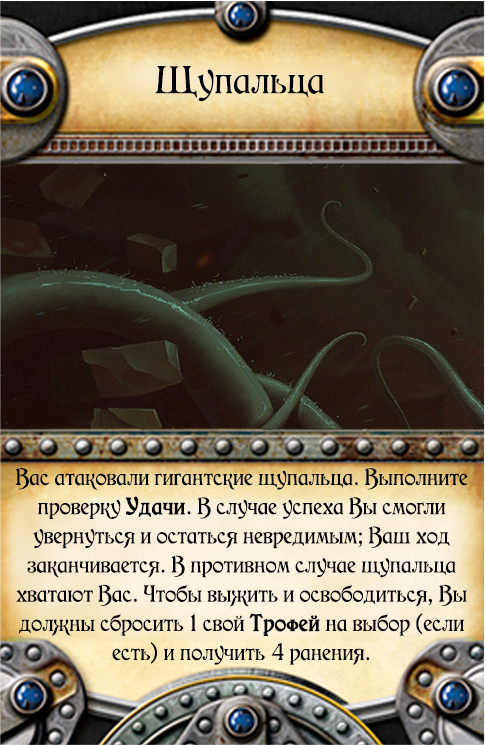 Щупальца
Вас атаковали гигантские щупальца. Выполните
проверку Удачи. В случае успеха Вы смогли
увернуться и остаться невредимым; Ваш ход
заканчивается. В противном случае щупальца
хватают Вас. Чтобы выжить и освободиться, Вы
должны сбросить 1 свой Трофей на выбор (если
есть) и получить 4 ранения.